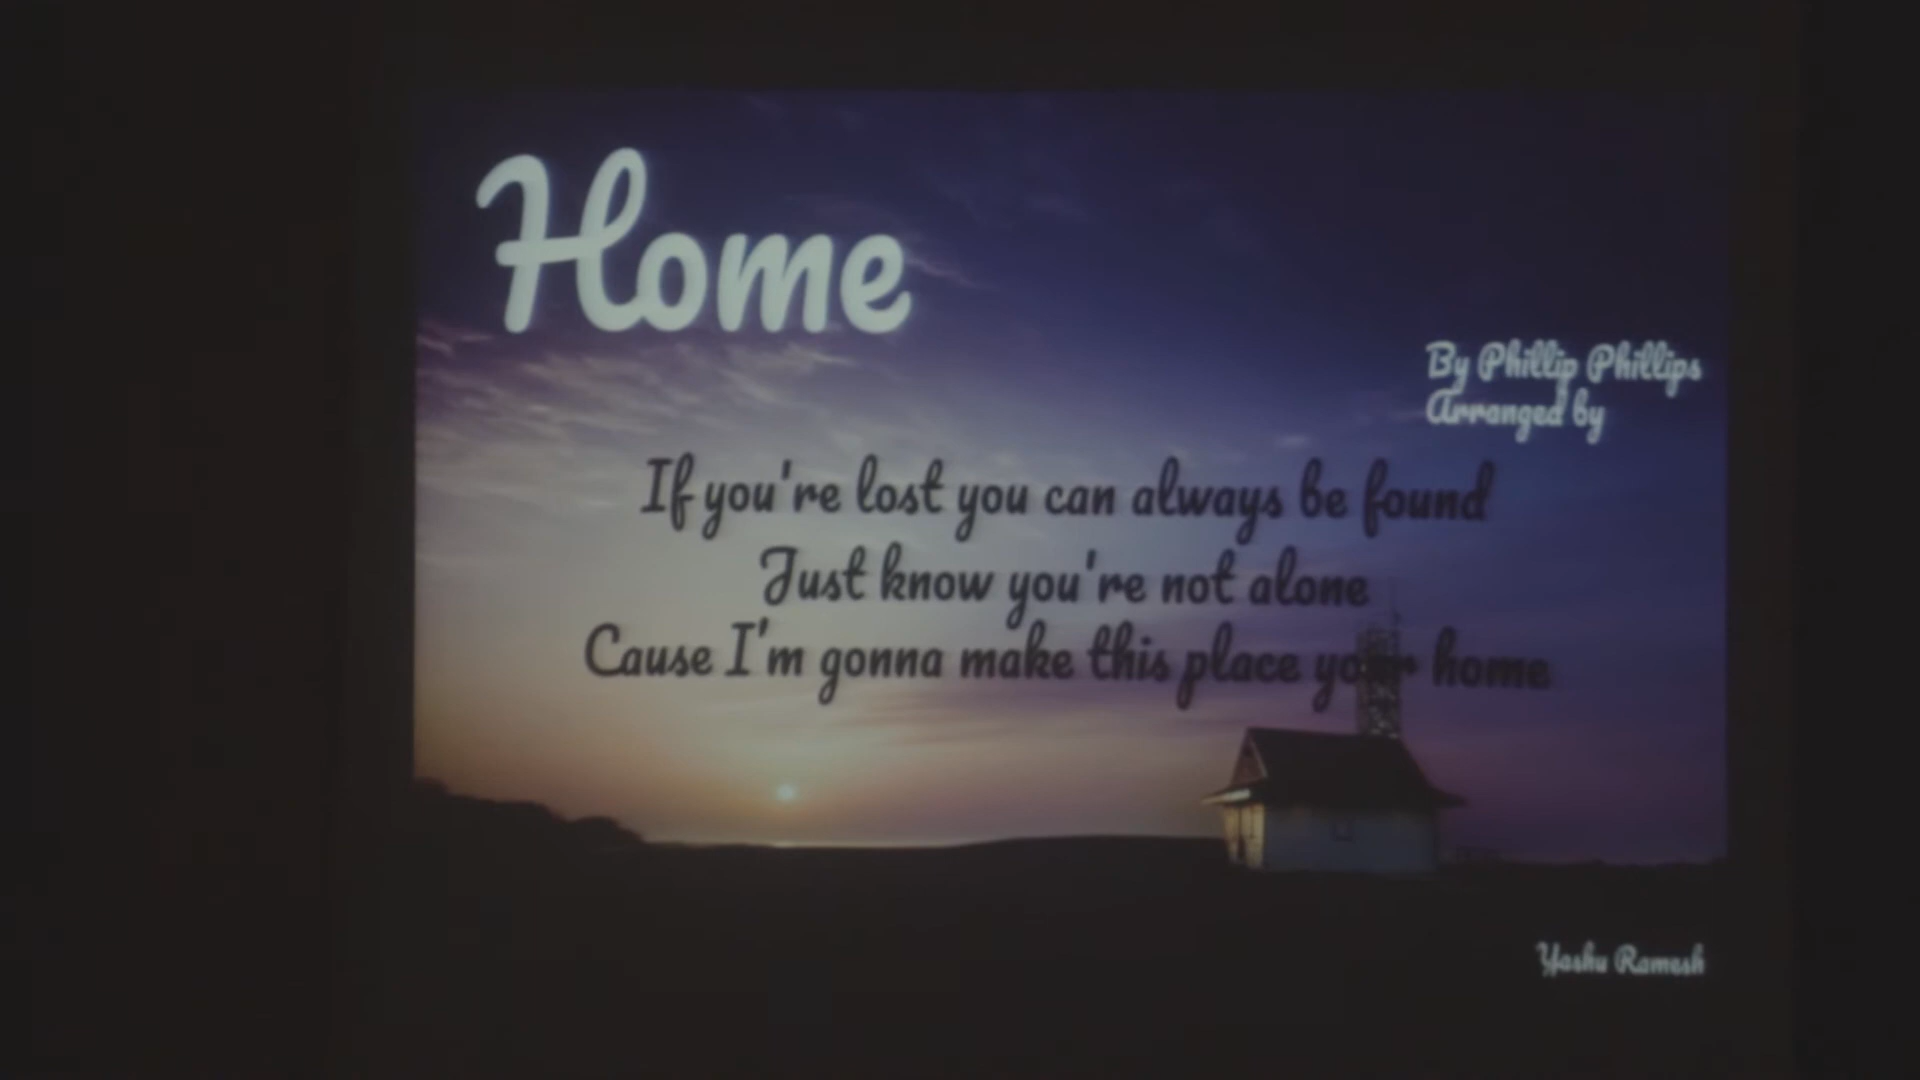 Home
By Phillip Phillips
Arranged by
If you're lost you can always be found
Just know you're not alone
Cause I'm gonna make this place your home
Yashu Ramesh